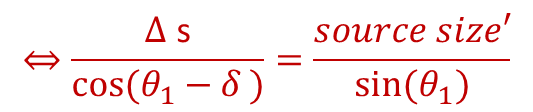 ⇔ Δ s / cos(θ₁ − δ ) = source size′ / sin(θ₁)